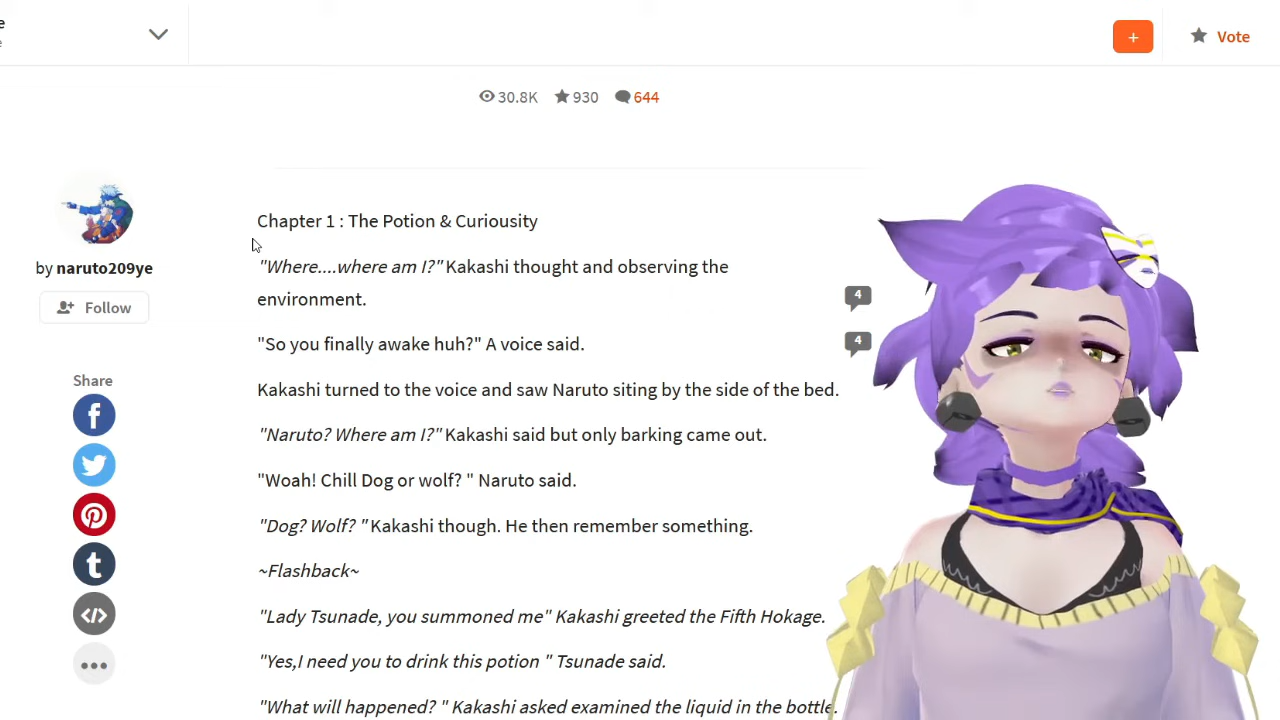 e
Vote
30.8K 930 644
by naruto209ye
Follow
Share
Chapter 1 : The Potion & Curiousity
"Where....where am I?" Kakashi thought and observing the
environment.
4
"So you finally awake huh?" A voice said.
4
Kakashi turned to the voice and saw Naruto siting by the side of the bed.
"Naruto? Where am I?" Kakashi said but only barking came out.
"Woah! Chill Dog or wolf? " Naruto said.
"Dog? Wolf? " Kakashi though. He then remember something.
~Flashback~
"Lady Tsunade, you summoned me" Kakashi greeted the Fifth Hokage.
"Yes,I need you to drink this potion " Tsunade said.
"What will happened? " Kakashi asked examined the liquid in the bottle.